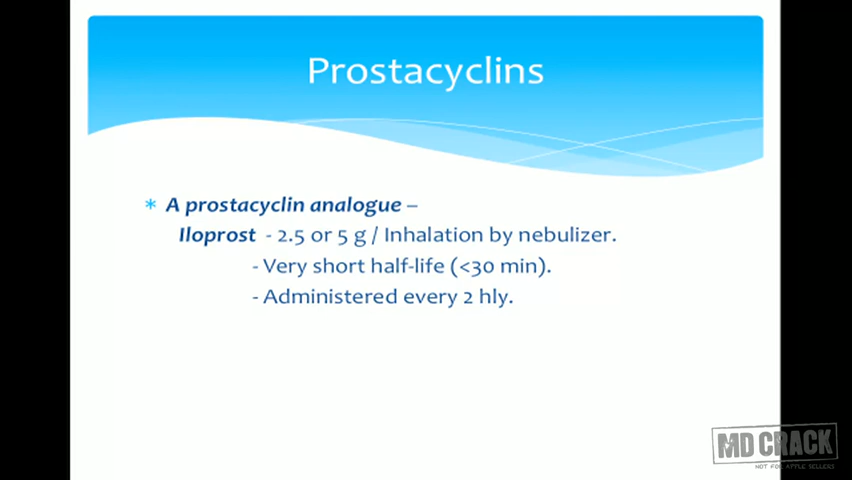 Prostacyclins
* A prostacyclin analogue –
Iloprost - 2.5 or 5 g / Inhalation by nebulizer.
- Very short half-life (<30 min).
- Administered every 2 hly.
MD CRACK
NOT FOR APPLE SELLERS